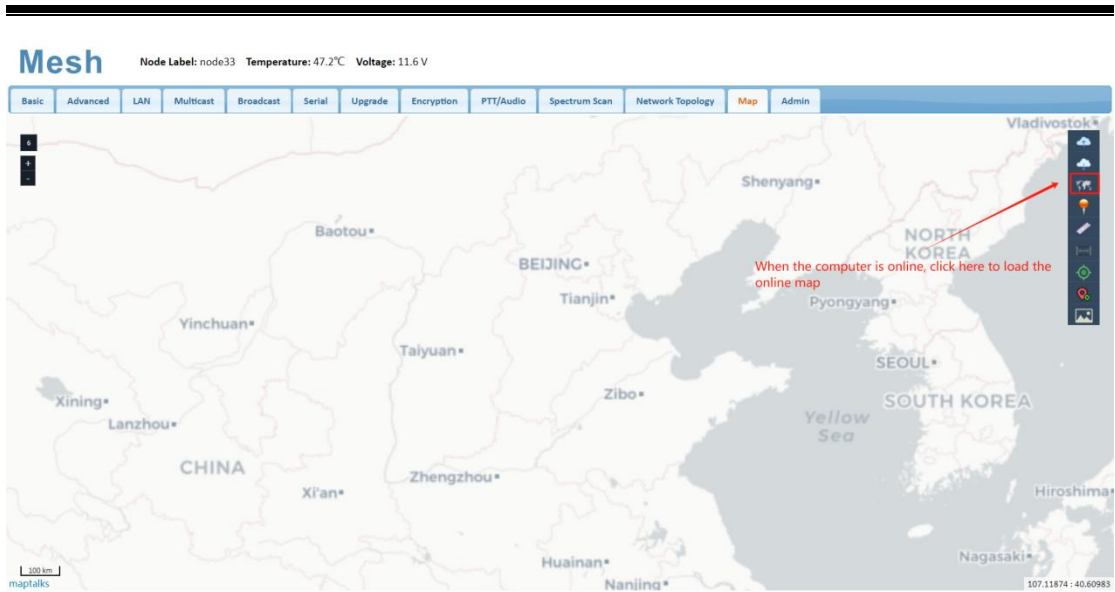 Mesh
Node Label: node33 Temperature: 47.2℃ Voltage: 11.6 V
Basic Advanced LAN Multicast Broadcast Serial Upgrade Encryption PTT/Audio Spectrum Scan Network Topology Map Admin
Vladivostok
6
+
-
Shenyang
Baotou
NORTH
KOREA
BEIJING
When the computer is online, click here to load the
online map
Tianjin
Pyongyang
Yinchuan
Taiyuan
SEOUL
Zibo
Xining
SOUTH KOREA
Yellow
Sea
Lanzhou
CHINA
Zhengzhou
Xi'an
Hiroshima
Huainan
Nagasaki
100 km
maptalks
Nanjing
107.11874 : 40.60983